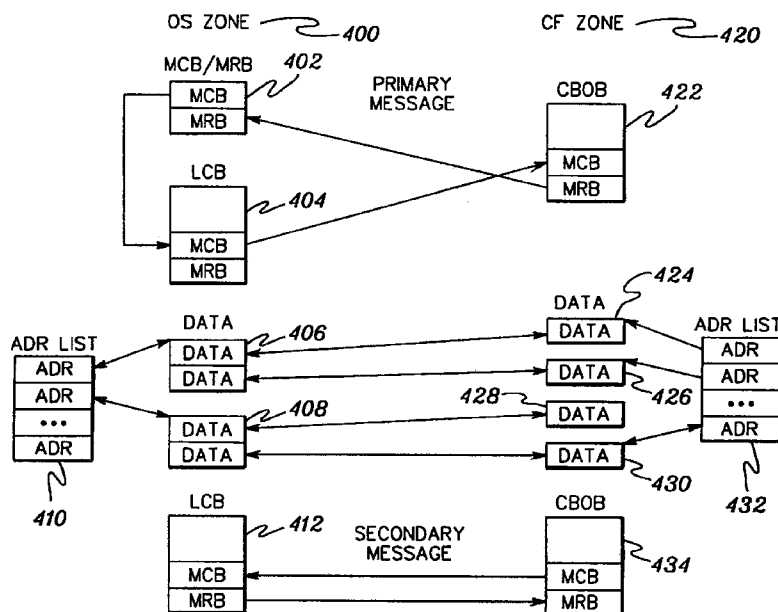 OS ZONE 400 CF ZONE 420
MCB/MRB 402
MCB
MRB
PRIMARY
MESSAGE
CBOB
422
MCB
MRB
LCB
404
MCB
MRB
ADR LIST
ADR
ADR
•••
ADR
410
DATA
406
DATA
DATA
408
DATA
DATA
DATA
424
DATA
DATA
426
428
DATA
DATA
430
ADR LIST
ADR
ADR
•••
ADR
432
LCB
412
MCB
MRB
SECONDARY
MESSAGE
CBOB
434
MCB
MRB